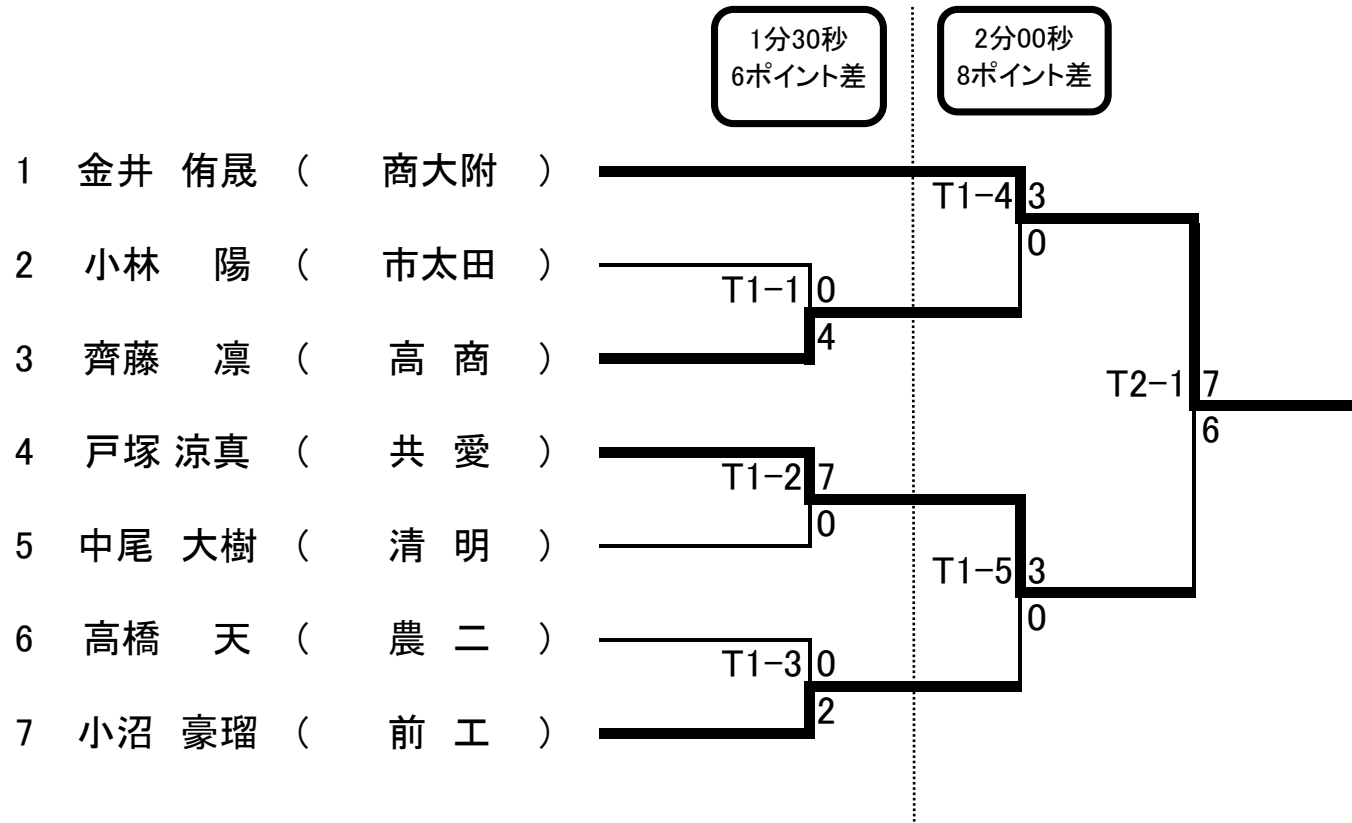 1分30秒
6ポイント差
2分00秒
8ポイント差
1 金井 侑晟 ( 商大附 )
T1-4 3
0
2 小林 陽 ( 市太田 )
T1-1 0
4
3 齊藤 凛 ( 高 商 )
T2-1 7
6
4 戸塚 涼真 ( 共 愛 )
T1-2 7
0
5 中尾 大樹 ( 清 明 )
T1-5 3
0
6 高橋 天 ( 農 二 )
T1-3 0
2
7 小沼 豪瑠 ( 前 工 )